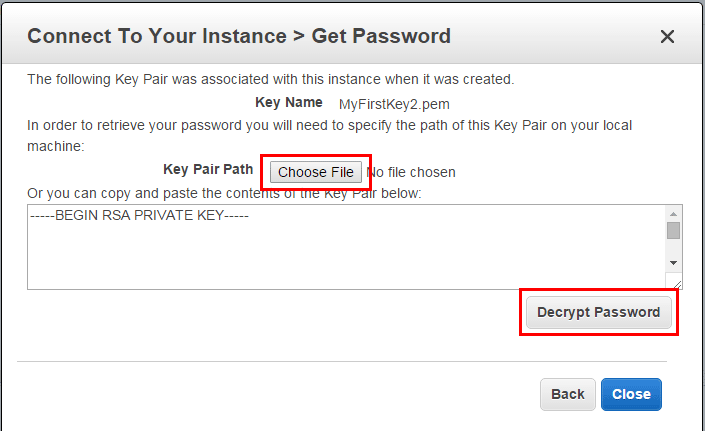 Connect To Your Instance > Get Password
The following Key Pair was associated with this instance when it was created.
Key Name MyFirstKey2.pem
In order to retrieve your password you will need to specify the path of this Key Pair on your local
machine:
Key Pair Path Choose File No file chosen
Or you can copy and paste the contents of the Key Pair below:
-----BEGIN RSA PRIVATE KEY-----
Decrypt Password
Back Close